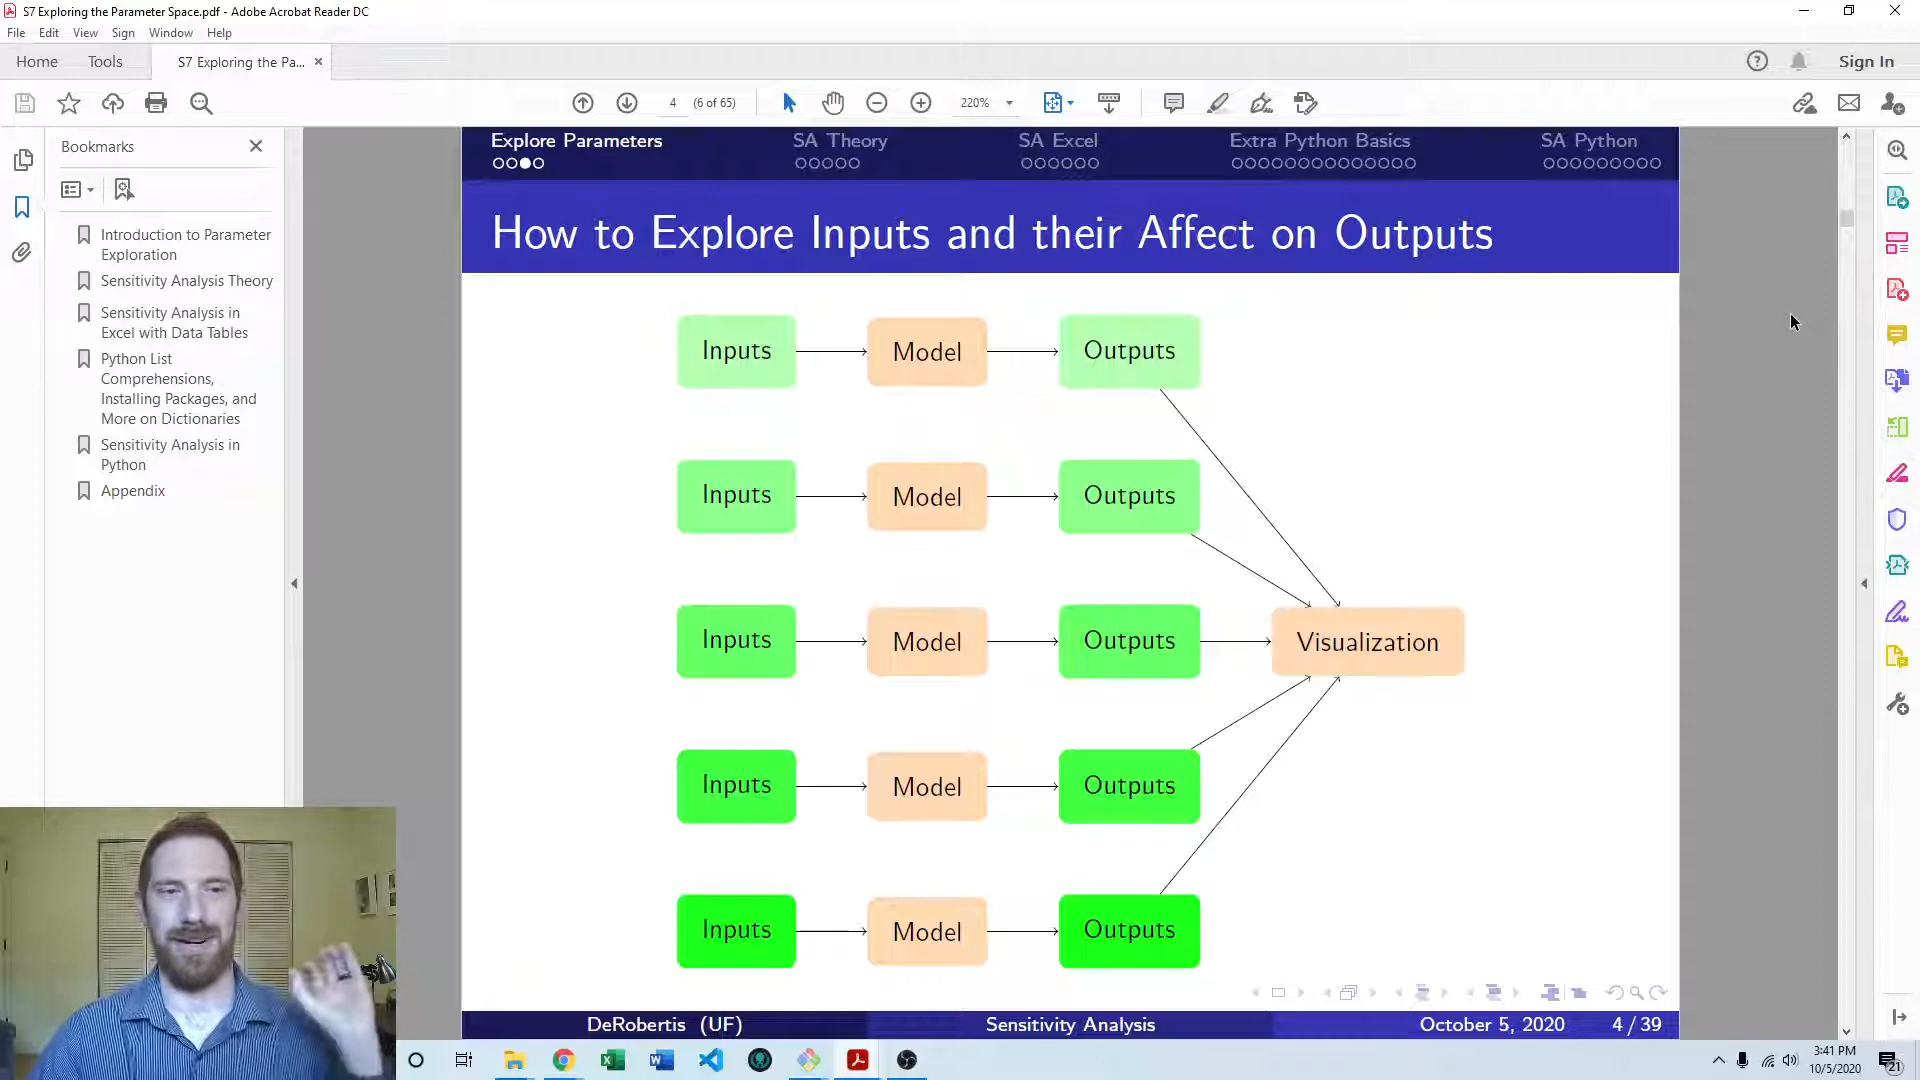 S7 Exploring the Parameter Space.pdf - Adobe Acrobat Reader DC
File Edit View Sign Window Help
Home Tools S7 Exploring the Pa... Sign In
4 (6 of 65) 220%
Bookmarks
Introduction to Parameter
Exploration
Sensitivity Analysis Theory
Sensitivity Analysis in
Excel with Data Tables
Python List
Comprehensions,
Installing Packages, and
More on Dictionaries
Sensitivity Analysis in
Python
Appendix
Explore Parameters SA Theory SA Excel Extra Python Basics SA Python
How to Explore Inputs and their Affect on Outputs
Inputs Model Outputs
Inputs Model Outputs
Inputs Model Outputs Visualization
Inputs Model Outputs
Inputs Model Outputs
DeRobertis (UF) Sensitivity Analysis October 5, 2020 4 / 39
3:41 PM
10/5/2020
21